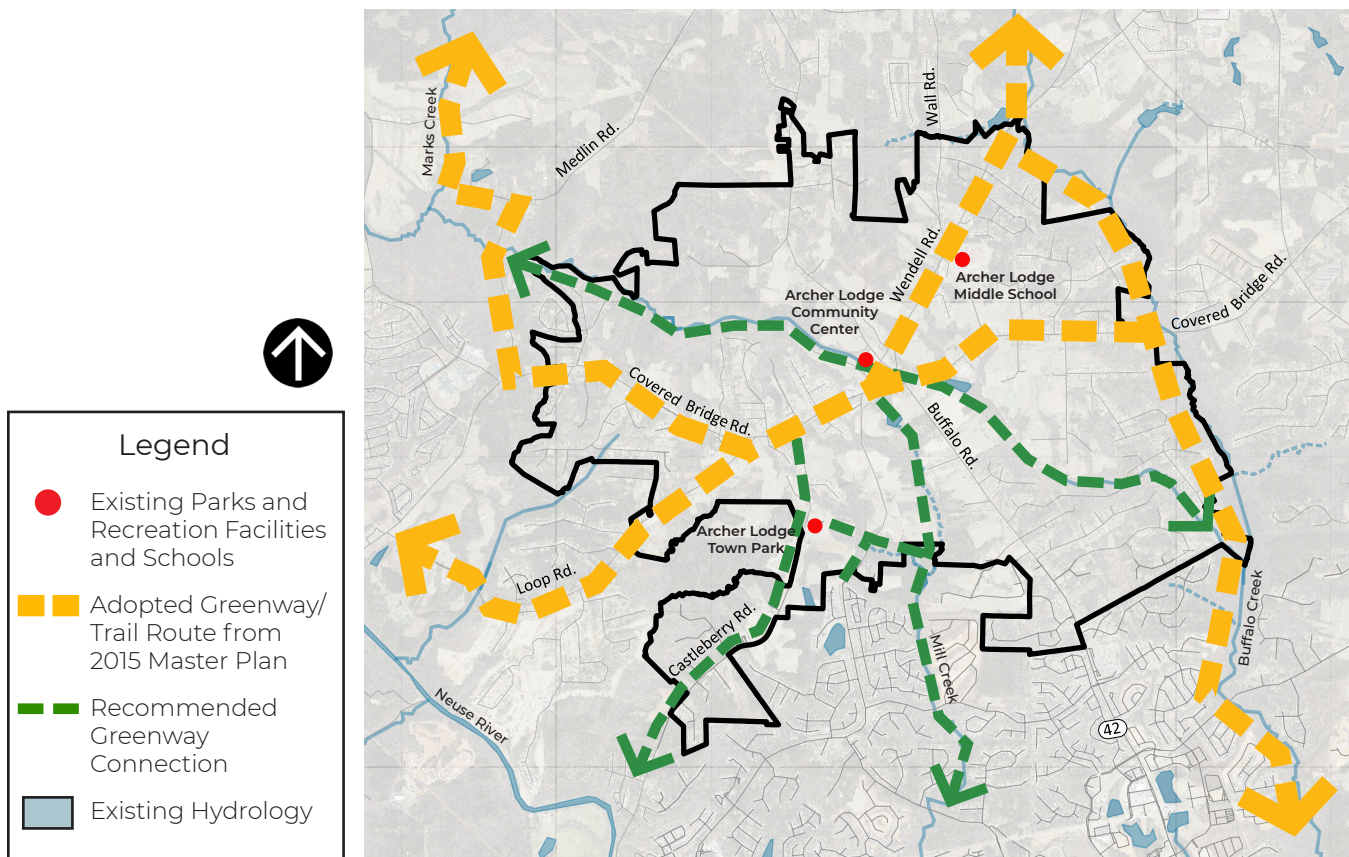 Marks Creek
Medlin Rd.
Wall Rd.
Wendell Rd.
Archer Lodge
Middle School
Covered Bridge Rd.
Archer Lodge
Community
Center
Covered Bridge Rd.
Buffalo Rd.
Archer Lodge
Town Park
Loop Rd.
Castleberry Rd.
Mill Creek
Buffalo Creek
Neuse River
42
Legend
Existing Parks and
Recreation Facilities
and Schools
Adopted Greenway/
Trail Route from
2015 Master Plan
Recommended
Greenway
Connection
Existing Hydrology